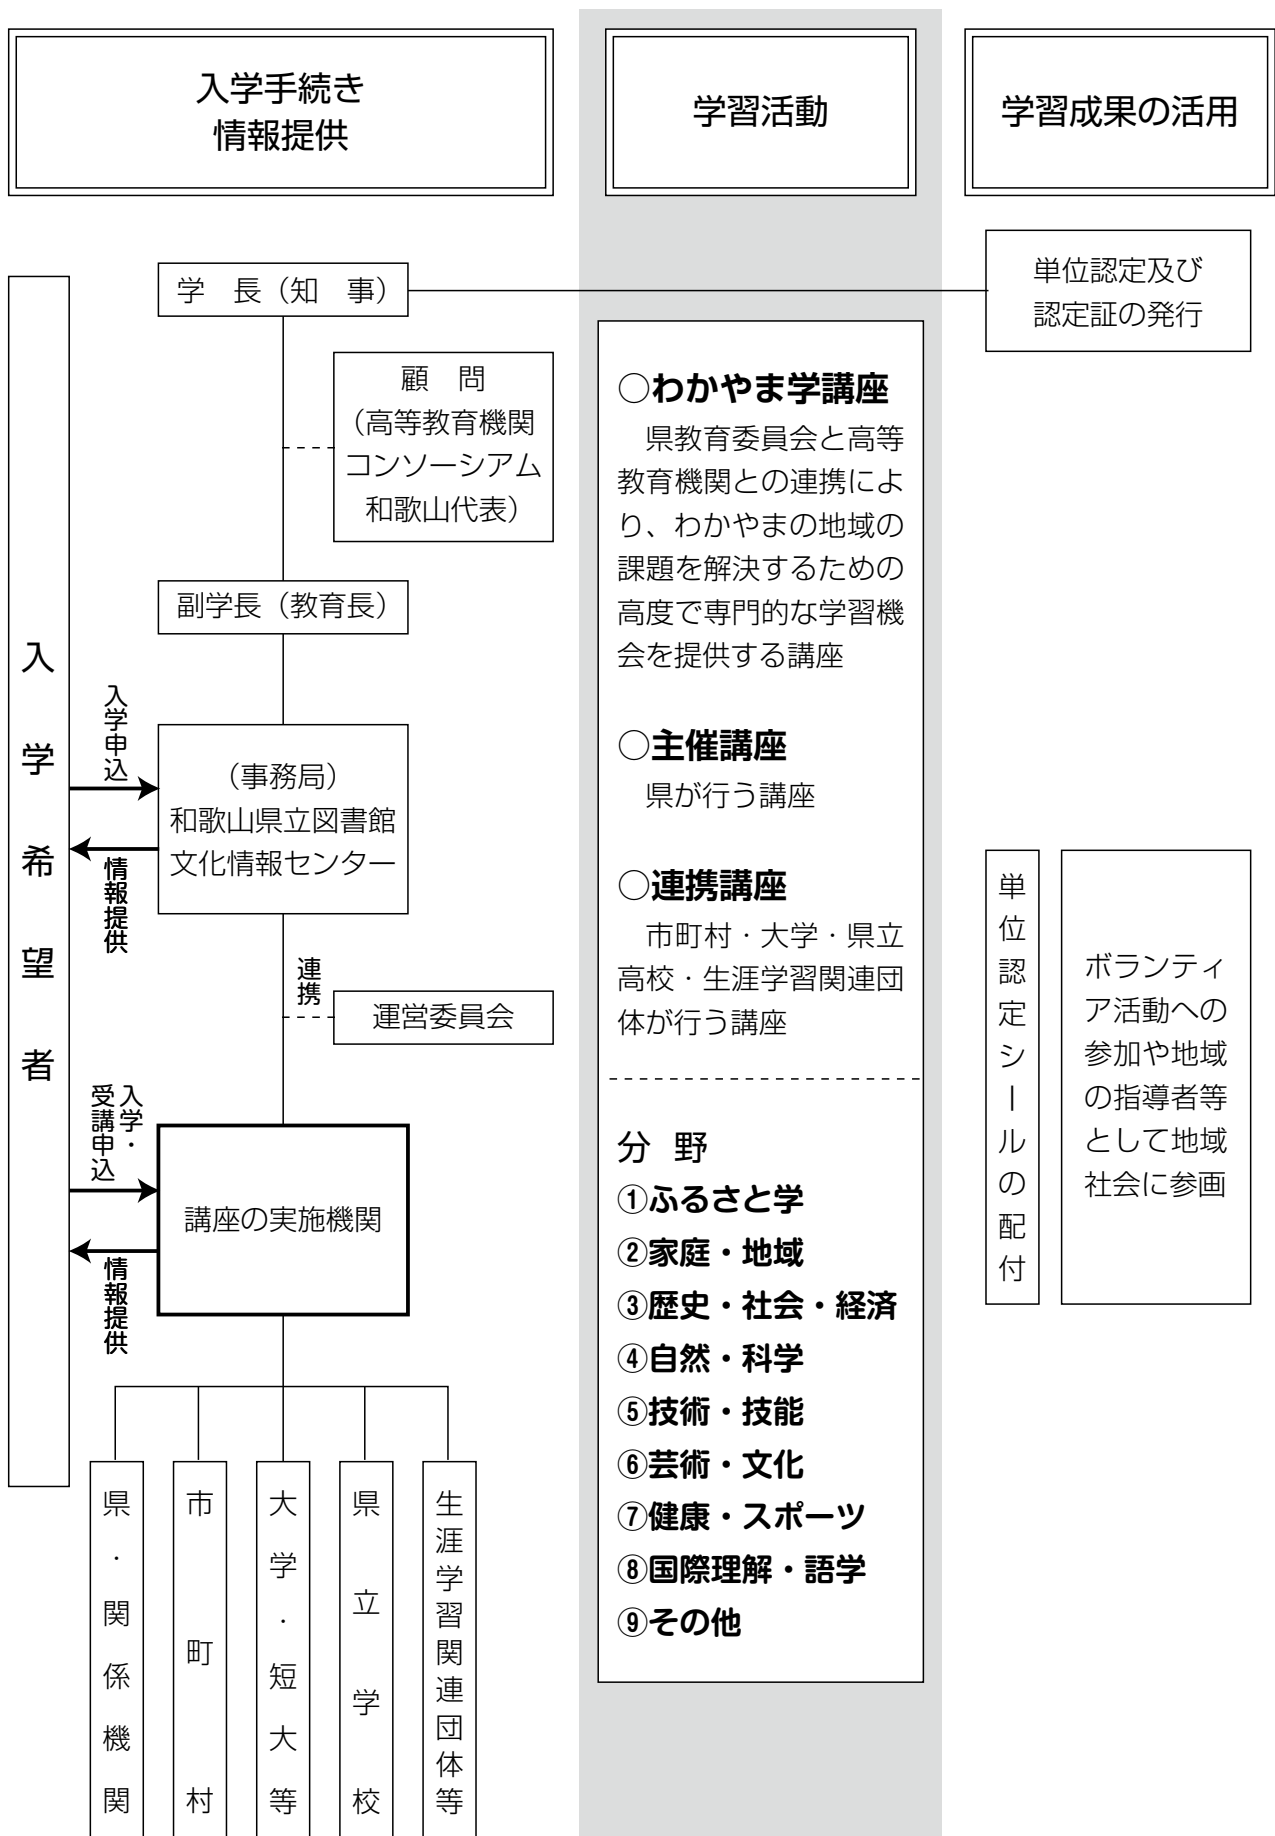 入学手続き
情報提供
学習活動
学習成果の活用
入学希望者
学　長（知　事）
顧　問
（高等教育機関
コンソーシアム
和歌山代表）
副学長（教育長）
入学申込
情報提供
（事務局）
和歌山県立図書館
文化情報センター
連携
運営委員会
入学・
受講申込
情報提供
講座の実施機関
県・関係機関
市町村
大学・短大等
県立学校
生涯学習関連団体等
○わかやま学講座
県教育委員会と高等
教育機関との連携によ
り、わかやまの地域の
課題を解決するための
高度で専門的な学習機
会を提供する講座
○主催講座
県が行う講座
○連携講座
市町村・大学・県立
高校・生涯学習関連団
体が行う講座
分　野
①ふるさと学
②家庭・地域
③歴史・社会・経済
④自然・科学
⑤技術・技能
⑥芸術・文化
⑦健康・スポーツ
⑧国際理解・語学
⑨その他
単位認定及び
認定証の発行
単位認定シールの配付
ボランティ
ア活動への
参加や地域
の指導者等
として地域
社会に参画